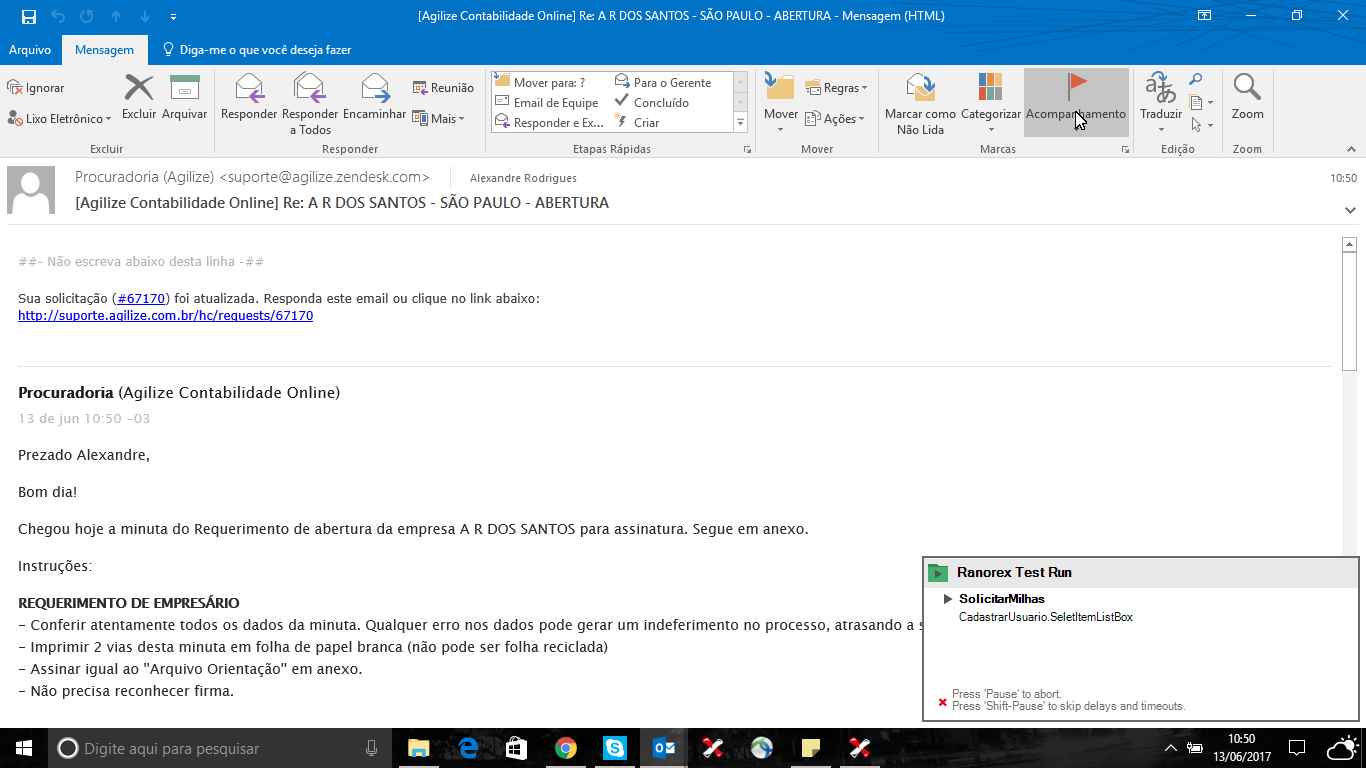 [Agilize Contabilidade Online] Re: A R DOS SANTOS - SÃO PAULO - ABERTURA - Mensagem (HTML)
Arquivo
Mensagem
Diga-me o que você deseja fazer
Ignorar
Lixo Eletrônico
Excluir
Arquivar
Excluir
Responder
Responder a Todos
Encaminhar
Reunião
Mais
Responder
Mover para: ?
Email de Equipe
Responder e Ex...
Para o Gerente
Concluído
Criar
Etapas Rápidas
Mover
Regras
Ações
Mover
Marcar como Não Lida
Categorizar
Acompanhamento
Marcas
Traduzir
Edição
Zoom
Zoom
Procuradoria (Agilize) <suporte@agilize.zendesk.com>
Alexandre Rodrigues
10:50
[Agilize Contabilidade Online] Re: A R DOS SANTOS - SÃO PAULO - ABERTURA
##- Não escreva abaixo desta linha -##
Sua solicitação (#67170) foi atualizada. Responda este email ou clique no link abaixo:
http://suporte.agilize.com.br/hc/requests/67170
Procuradoria (Agilize Contabilidade Online)
13 de jun 10:50 -03
Prezado Alexandre,
Bom dia!
Chegou hoje a minuta do Requerimento de abertura da empresa A R DOS SANTOS para assinatura. Segue em anexo.
Instruções:
REQUERIMENTO DE EMPRESÁRIO
- Conferir atentamente todos os dados da minuta. Qualquer erro nos dados pode gerar um indeferimento no processo, atrasando a s
- Imprimir 2 vias desta minuta em folha de papel branca (não pode ser folha reciclada)
- Assinar igual ao "Arquivo Orientação" em anexo.
- Não precisa reconhecer firma.
Ranorex Test Run
SolicitarMilhas
CadastrarUsuario.SeletItemListBox
Press 'Pause' to abort.
Press 'Shift-Pause' to skip delays and timeouts.
Digite aqui para pesquisar
10:50
13/06/2017